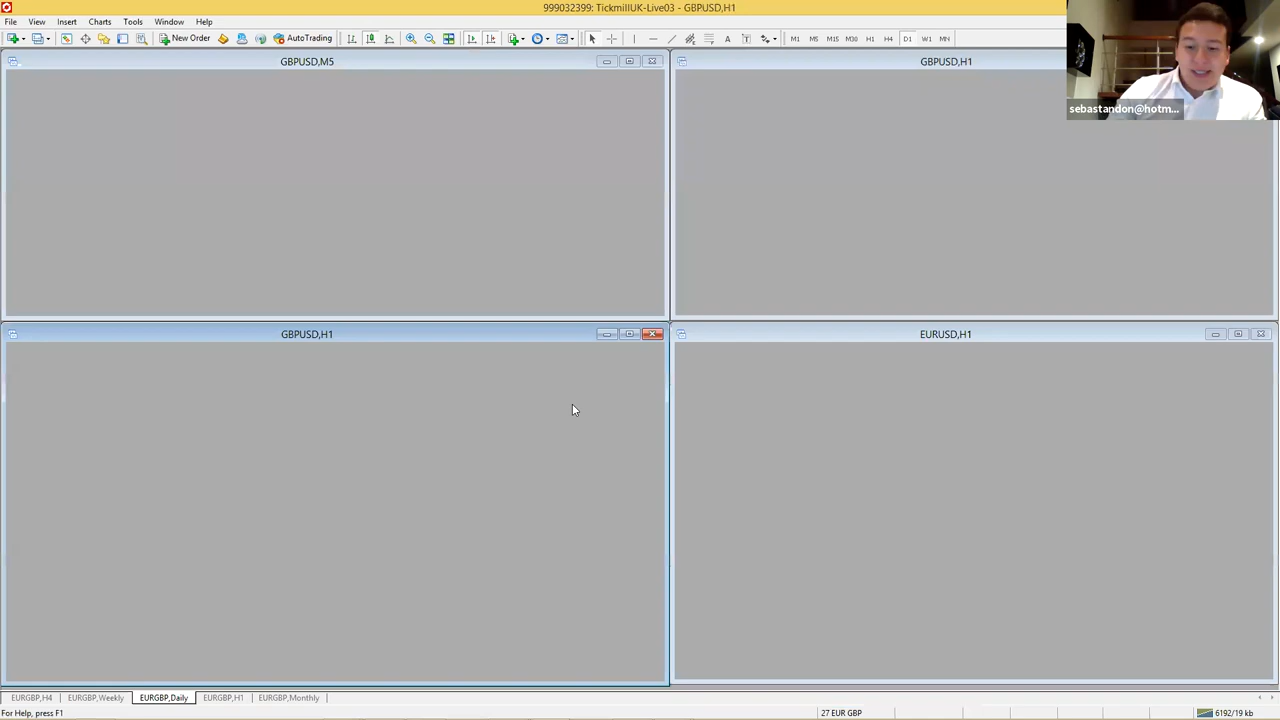 999032399: TickmillUK-Live03 - GBPUSD,H1
File View Insert Charts Tools Window Help
New Order AutoTrading M1 M5 M15 M30 H1 H4 D1 W1 MN
sebastandon@hotm...
GBPUSD,M5
GBPUSD,H1
GBPUSD,H1
EURUSD,H1
EURGBP,H4 EURGBP,Weekly EURGBP,Daily EURGBP,H1 EURGBP,Monthly
For Help, press F1 27 EUR GBP 6192/19 kb